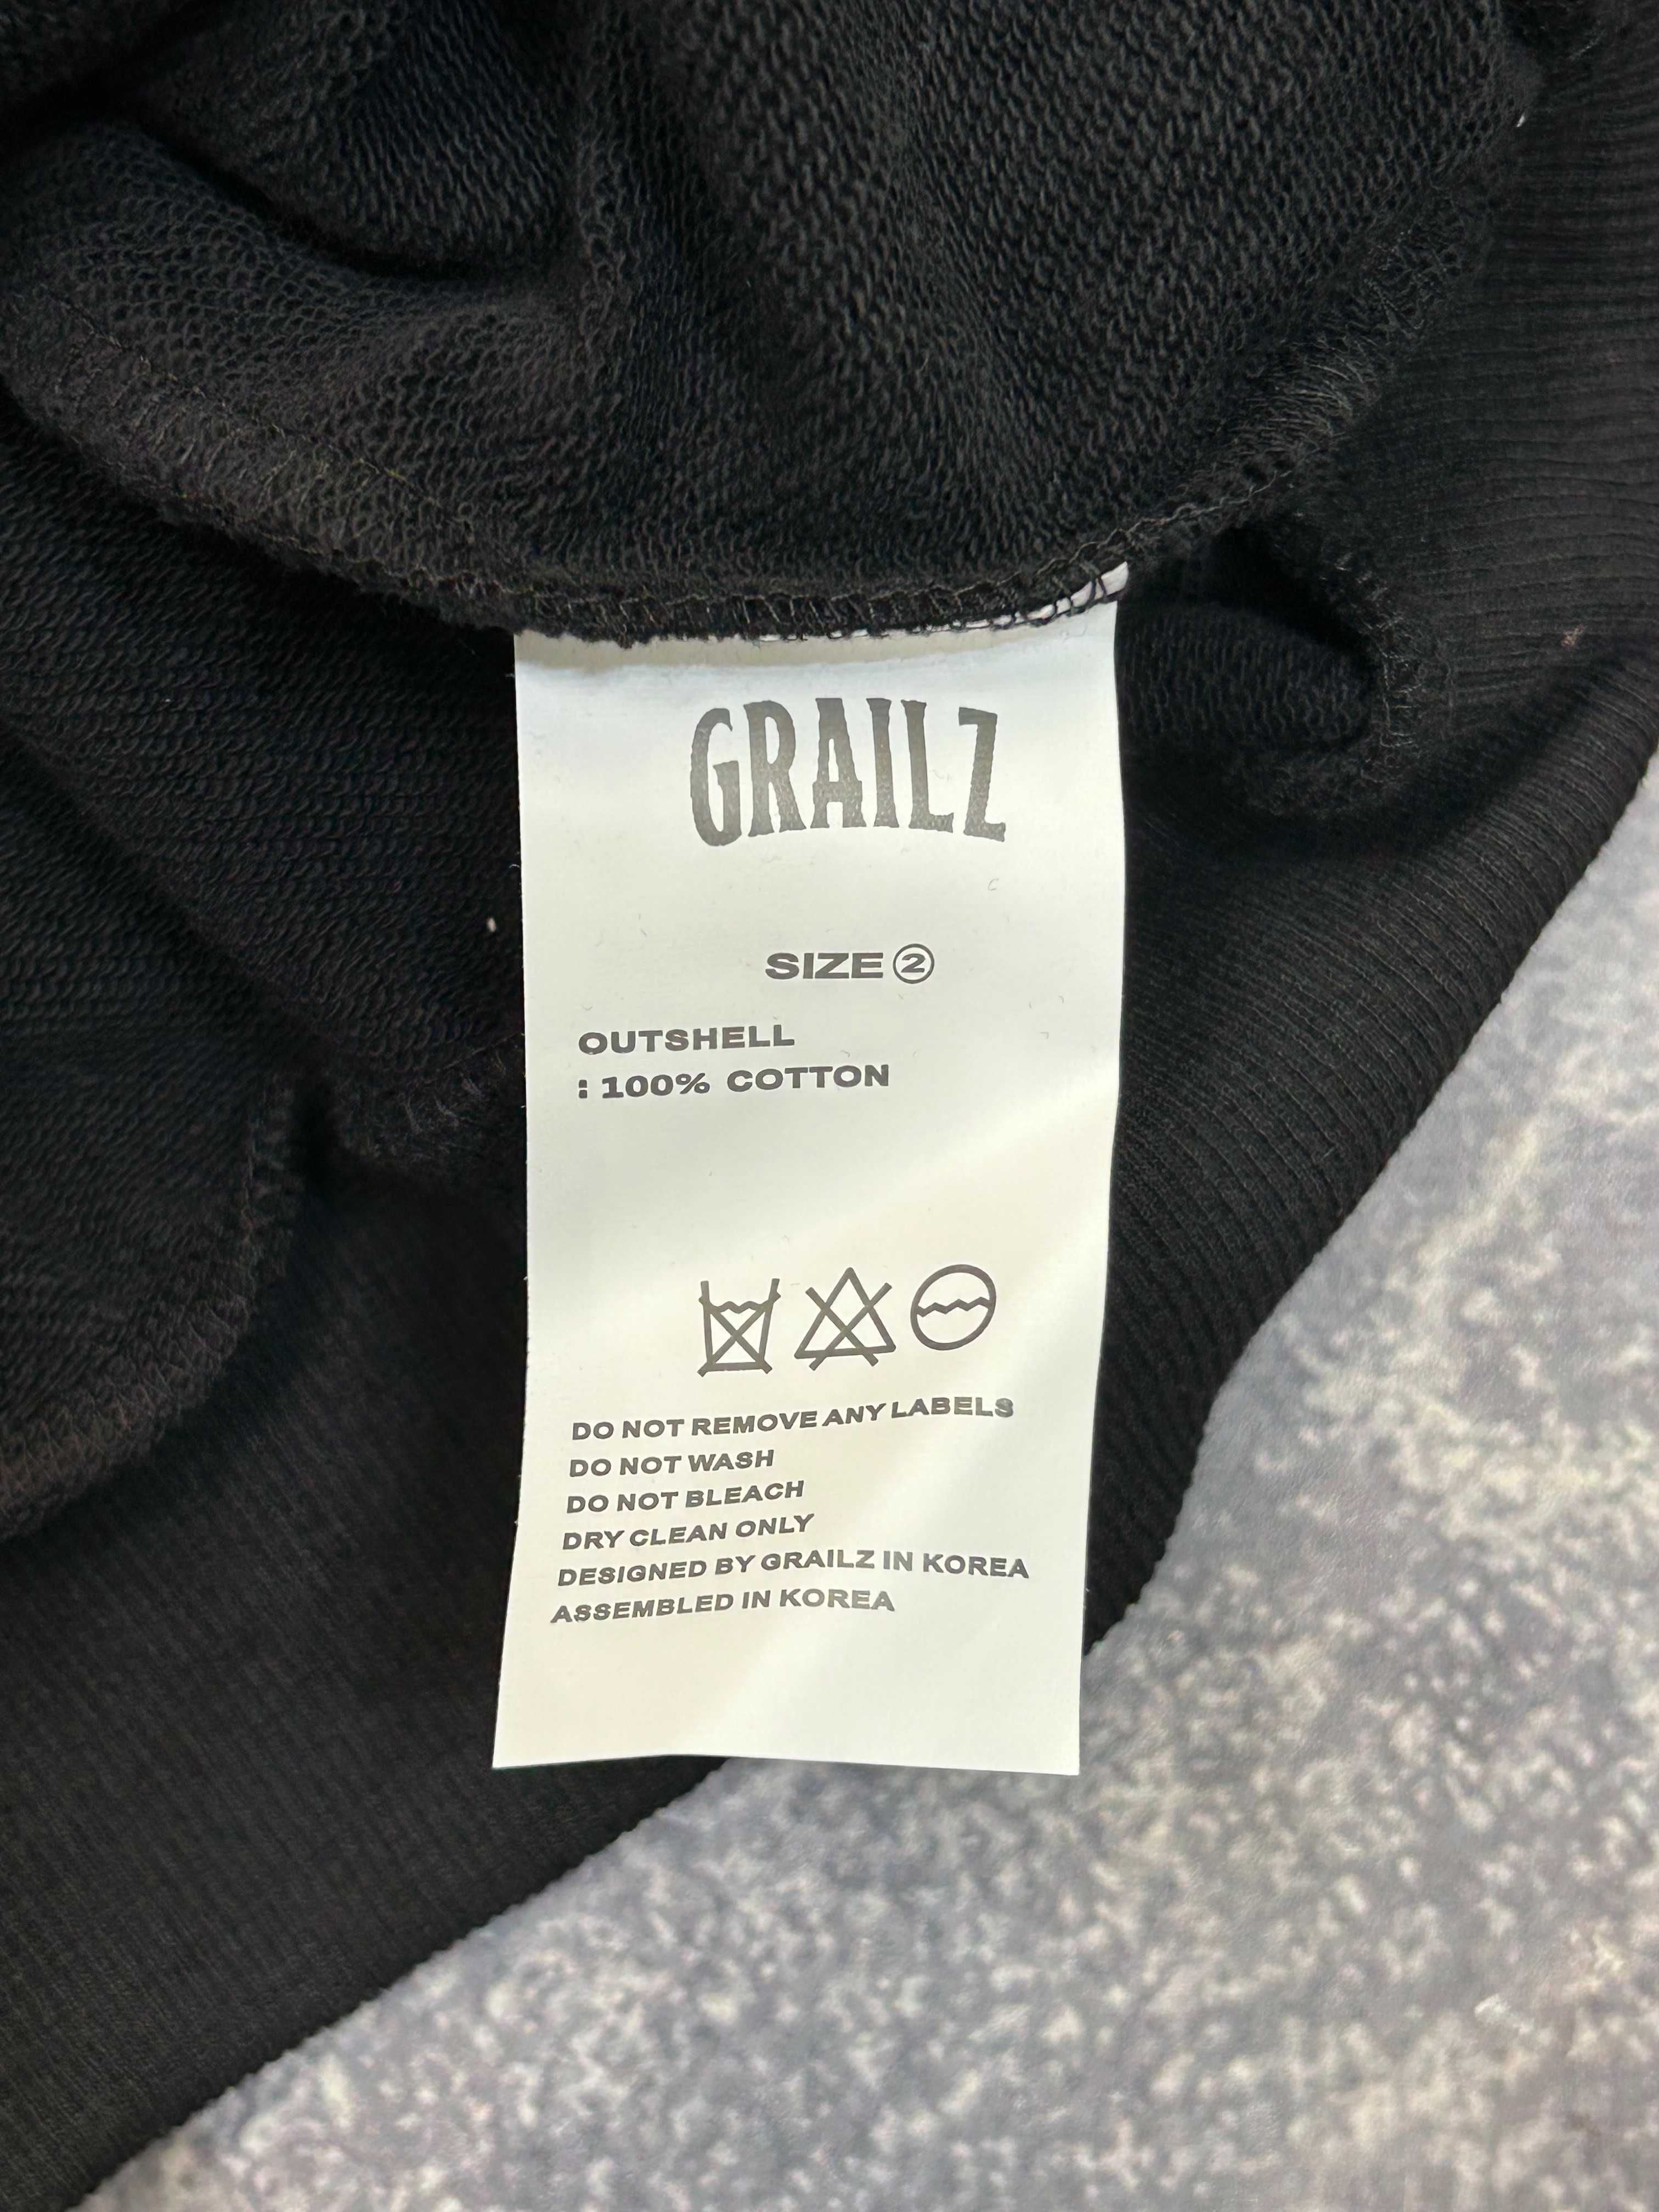 GRAILZ
SIZE ②
OUTSHELL
: 100% COTTON
DO NOT REMOVE ANY LABELS
DO NOT WASH
DO NOT BLEACH
DRY CLEAN ONLY
DESIGNED BY GRAILZ IN KOREA
ASSEMBLED IN KOREA